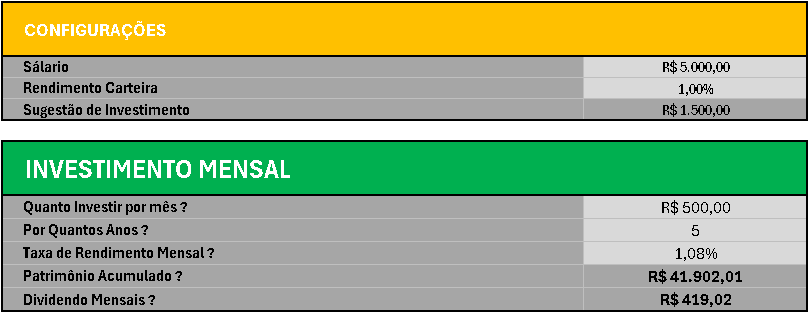 CONFIGURAÇÕES
Sálario R$ 5.000,00
Rendimento Carteira 1,00%
Sugestão de Investimento R$ 1.500,00
INVESTIMENTO MENSAL
Quanto Investir por mês ? R$ 500,00
Por Quantos Anos ? 5
Taxa de Rendimento Mensal ? 1,08%
Patrimônio Acumulado ? R$ 41.902,01
Dividendo Mensais ? R$ 419,02